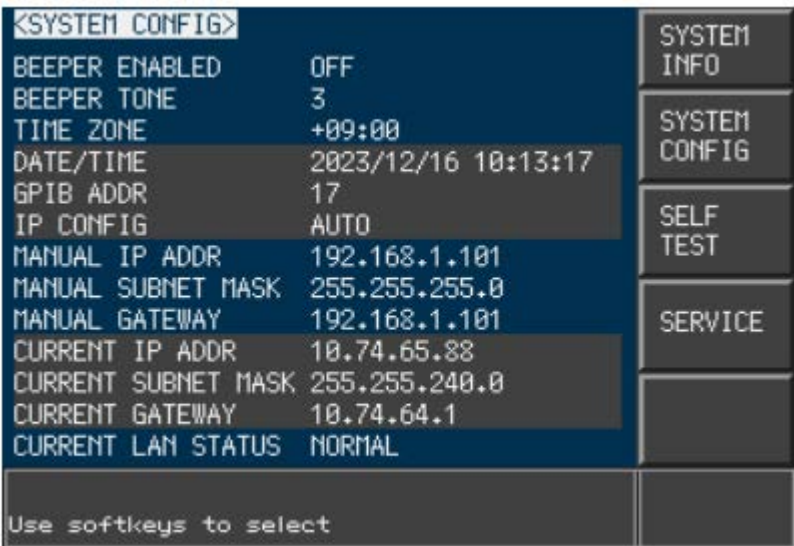 <SYSTEM CONFIG>
BEEPER ENABLED OFF
BEEPER TONE 3
TIME ZONE +09:00
DATE/TIME 2023/12/16 10:13:17
GPIB ADDR 17
IP CONFIG AUTO
MANUAL IP ADDR 192.168.1.101
MANUAL SUBNET MASK 255.255.255.0
MANUAL GATEWAY 192.168.1.101
CURRENT IP ADDR 10.74.65.88
CURRENT SUBNET MASK 255.255.240.0
CURRENT GATEWAY 10.74.64.1
CURRENT LAN STATUS NORMAL
Use softkeys to select
SYSTEM
INFO
SYSTEM
CONFIG
SELF
TEST
SERVICE